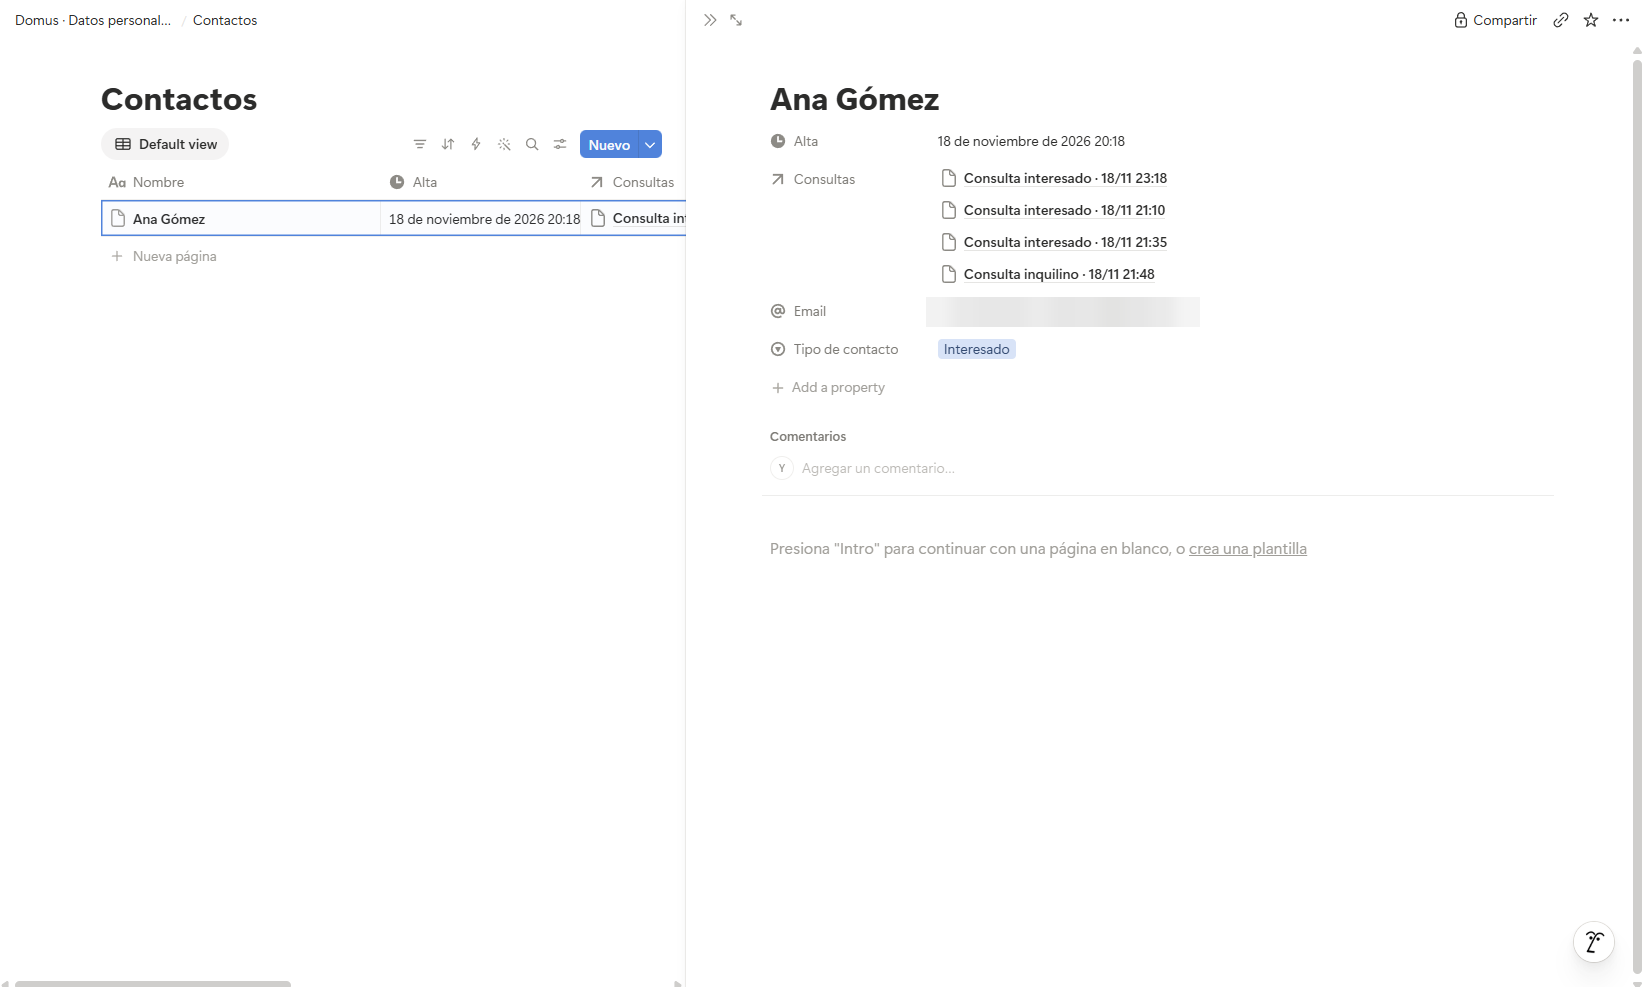 Domus · Datos personal... / Contactos
Contactos
Default view
Nuevo
Aa Nombre
Alta
Consultas
Ana Gómez
18 de noviembre de 2026 20:18
Consulta in
Nueva página
Compartir
Ana Gómez
Alta
18 de noviembre de 2026 20:18
Consultas
Consulta interesado · 18/11 23:18
Consulta interesado · 18/11 21:10
Consulta interesado · 18/11 21:35
Consulta inquilino · 18/11 21:48
Email
Tipo de contacto
Interesado
Add a property
Comentarios
Y
Agregar un comentario...
Presiona "Intro" para continuar con una página en blanco, o crea una plantilla